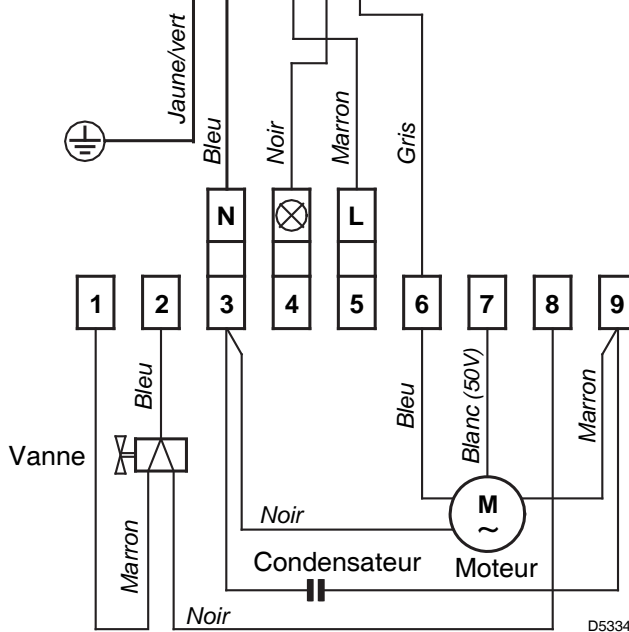 Jaune/vert
Bleu
Noir
Marron
Gris
N
L
1 2 3 4 5 6 7 8 9
Bleu
Bleu
Blanc (50V)
Marron
Vanne
Marron
Noir
M
~
Condensateur
Moteur
Noir
D5334